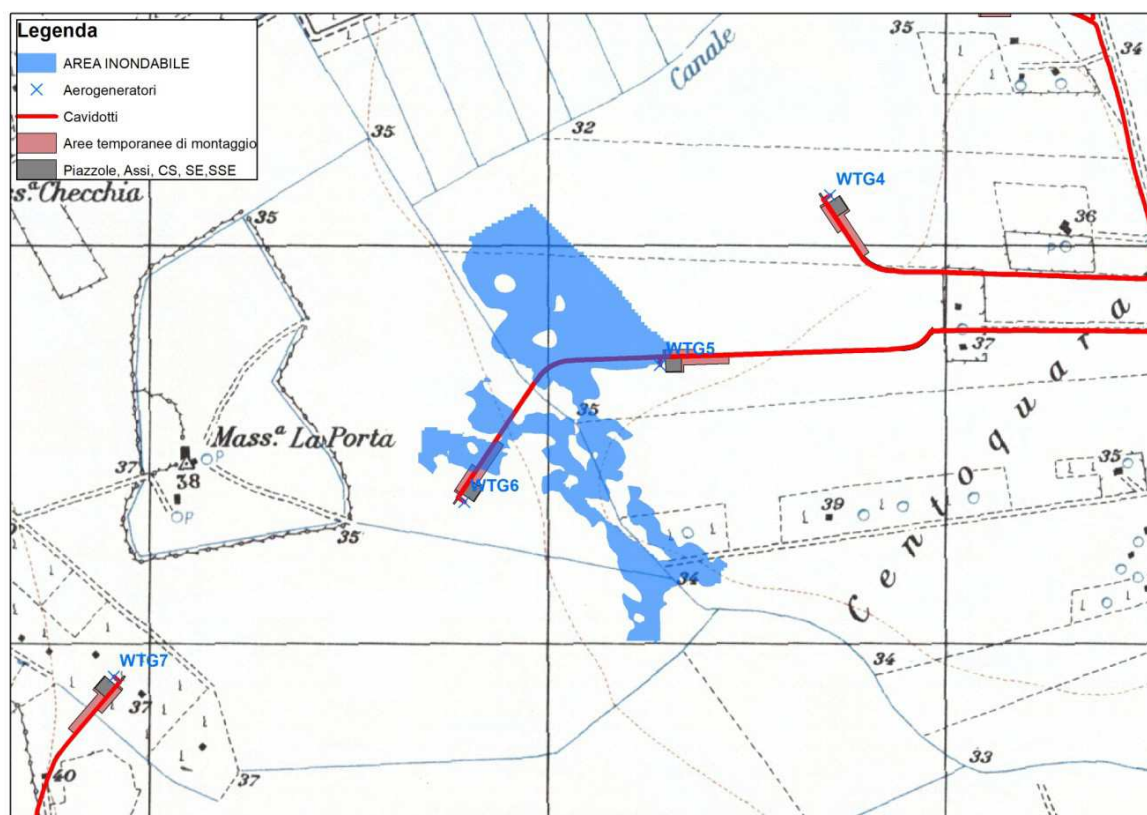 Legenda
AREA INONDABILE
Aerogeneratori
Cavidotti
Aree temporanee di montaggio
Piazzole, Assi, CS, SE,SSE
Canale
35
34
35
32
ss.ª Checchia
35
WTG4
36
P
37
WTG5
35
Mass.ª La Porta
P
37
38
P
WTG6
35
39
35
Centoquara
34
34
WTG7
37
40
37
33